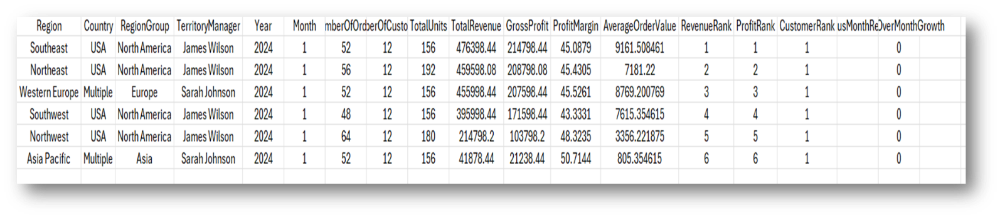 Region Country RegionGroup TerritoryManager Year Month mberOfOrd berOfCusto TotalUnits TotalRevenue GrossProfit ProfitMargin AverageOrderValue RevenueRank ProfitRank CustomerRank usMonthRe OverMonthGrowth
Southeast USA North America James Wilson 2024 1 52 12 156 476398.44 214798.44 45.0879 9161.508461 1 1 1 0
Northeast USA North America James Wilson 2024 1 56 12 192 459598.08 208798.08 45.4305 7181.22 2 2 1 0
Western Europe Multiple Europe Sarah Johnson 2024 1 52 12 156 455998.44 207598.44 45.5261 8769.200769 3 3 1 0
Southwest USA North America James Wilson 2024 1 48 12 156 395998.44 171598.44 43.3331 7615.354615 4 4 1 0
Northwest USA North America James Wilson 2024 1 64 12 180 214798.2 103798.2 48.3235 3356.221875 5 5 1 0
Asia Pacific Multiple Asia Sarah Johnson 2024 1 52 12 156 41878.44 21238.44 50.7144 805.354615 6 6 1 0